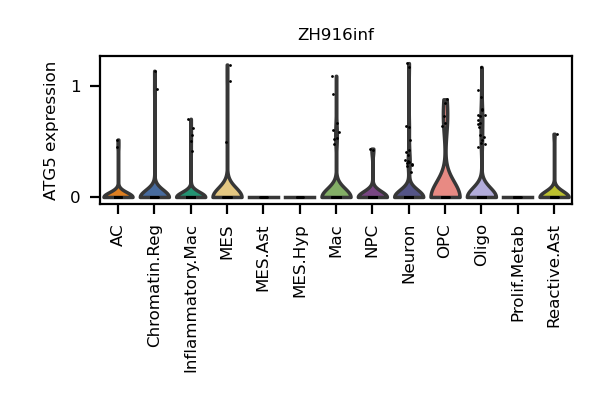 ZH916inf
ATG5 expression
1
0
AC
Chromatin.Reg
Inflammatory.Mac
MES
MES.Ast
MES.Hyp
Mac
NPC
Neuron
OPC
Oligo
Prolif.Metab
Reactive.Ast